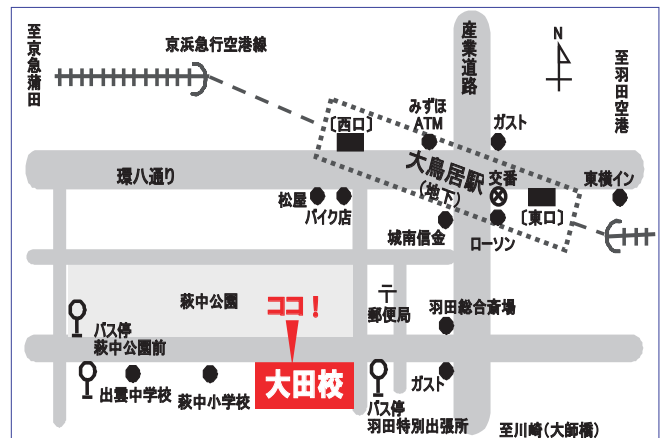 至京急蒲田
京浜急行空港線
産業道路
N
至羽田空港
みずほ
ATM
ガスト
〔西口〕
大鳥居駅
(地下)
交番
東横イン
環八通り
松屋
バイク店
城南信金
ローソン
〔東口〕
萩中公園
ココ！
〒
郵便局
羽田総合斎場
バス停
萩中公園前
出雲中学校
萩中小学校
大田校
バス停
羽田特別出張所
ガスト
至川崎(大師橋)